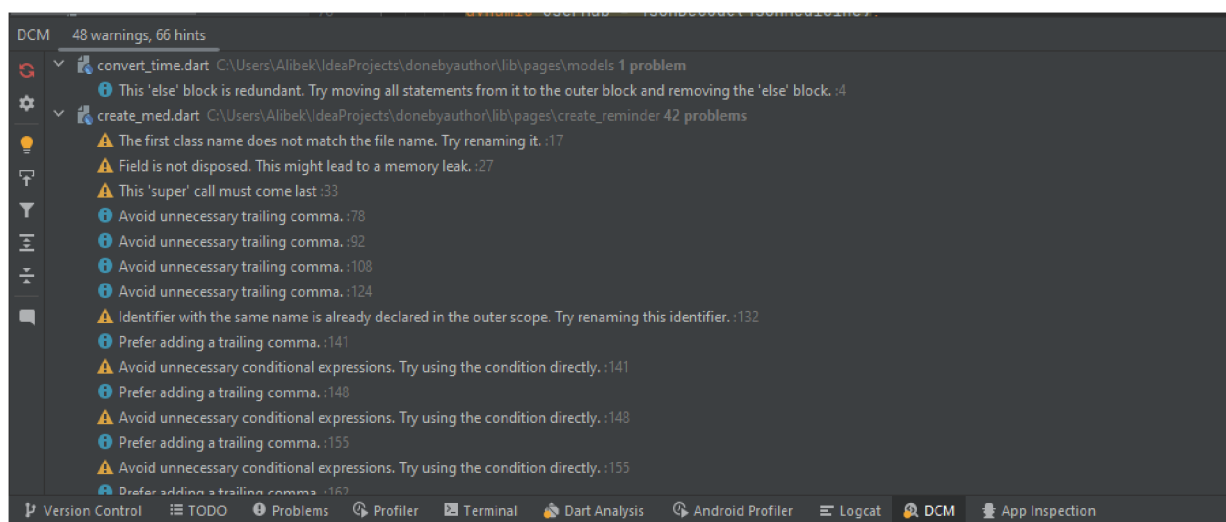 DCM 48 warnings, 66 hints
convert_time.dart C:\Users\Alibek\IdeaProjects\donebyauthor\lib\pages\models 1 problem
This 'else' block is redundant. Try moving all statements from it to the outer block and removing the 'else' block. :4
create_med.dart C:\Users\Alibek\IdeaProjects\donebyauthor\lib\pages\create_reminder 42 problems
The first class name does not match the file name. Try renaming it. :17
Field is not disposed. This might lead to a memory leak. :27
This 'super' call must come last :33
Avoid unnecessary trailing comma. :78
Avoid unnecessary trailing comma. :92
Avoid unnecessary trailing comma. :108
Avoid unnecessary trailing comma. :124
Identifier with the same name is already declared in the outer scope. Try renaming this identifier. :132
Prefer adding a trailing comma. :141
Avoid unnecessary conditional expressions. Try using the condition directly. :141
Prefer adding a trailing comma. :148
Avoid unnecessary conditional expressions. Try using the condition directly. :148
Prefer adding a trailing comma. :155
Avoid unnecessary conditional expressions. Try using the condition directly. :155
Prefer adding a trailing comma. :162
Version Control TODO Problems Profiler Terminal Dart Analysis Android Profiler Logcat DCM App Inspection